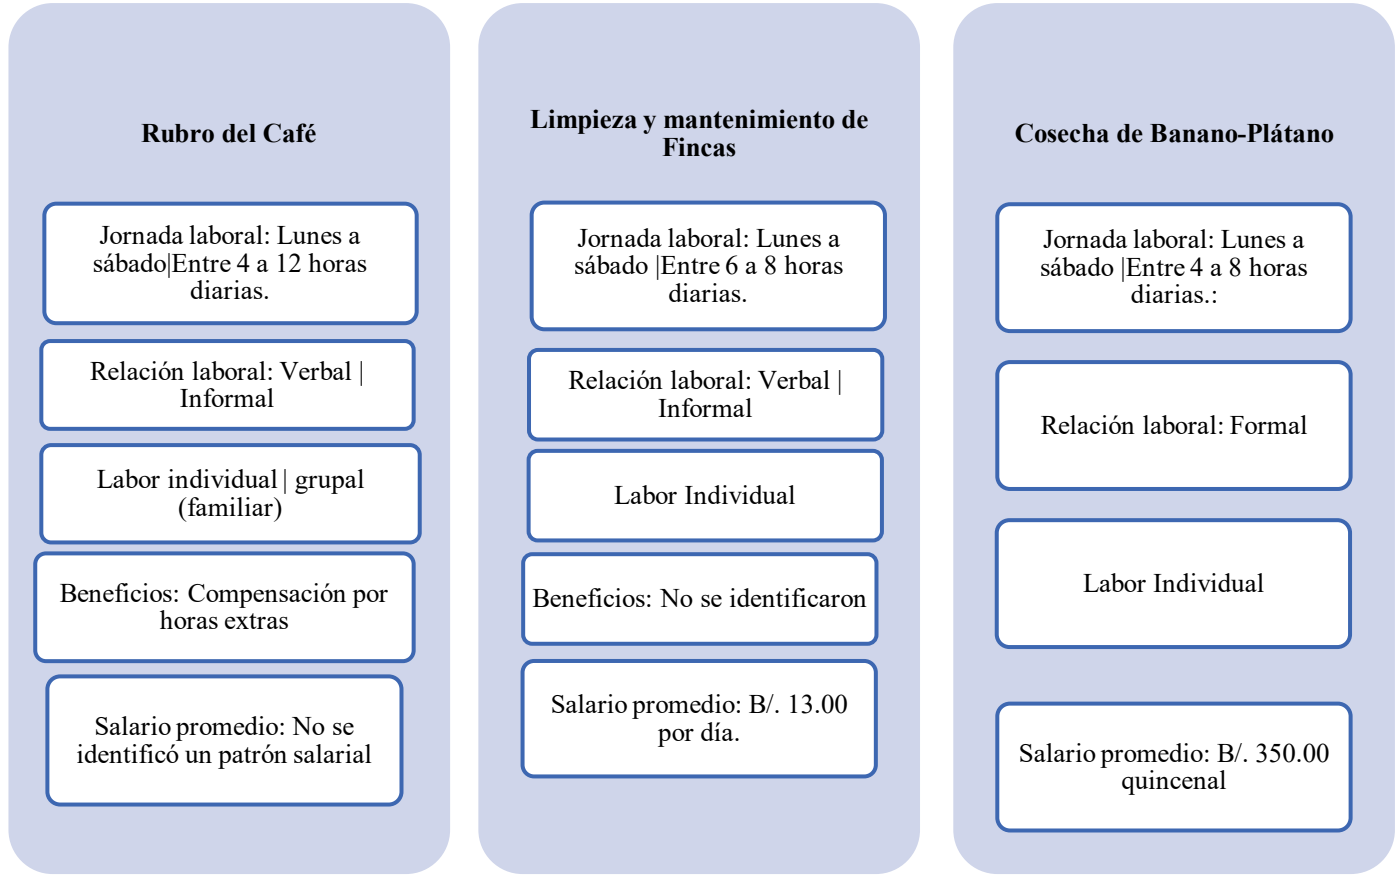 Rubro del Café
Jornada laboral: Lunes a
sábado|Entre 4 a 12 horas
diarias.
Relación laboral: Verbal |
Informal
Labor individual | grupal
(familiar)
Beneficios: Compensación por
horas extras
Salario promedio: No se
identificó un patrón salarial
Limpieza y mantenimiento de
Fincas
Jornada laboral: Lunes a
sábado |Entre 6 a 8 horas
diarias.
Relación laboral: Verbal |
Informal
Labor Individual
Beneficios: No se identificaron
Salario promedio: B/. 13.00
por día.
Cosecha de Banano-Plátano
Jornada laboral: Lunes a
sábado |Entre 4 a 8 horas
diarias.:
Relación laboral: Formal
Labor Individual
Salario promedio: B/. 350.00
quincenal